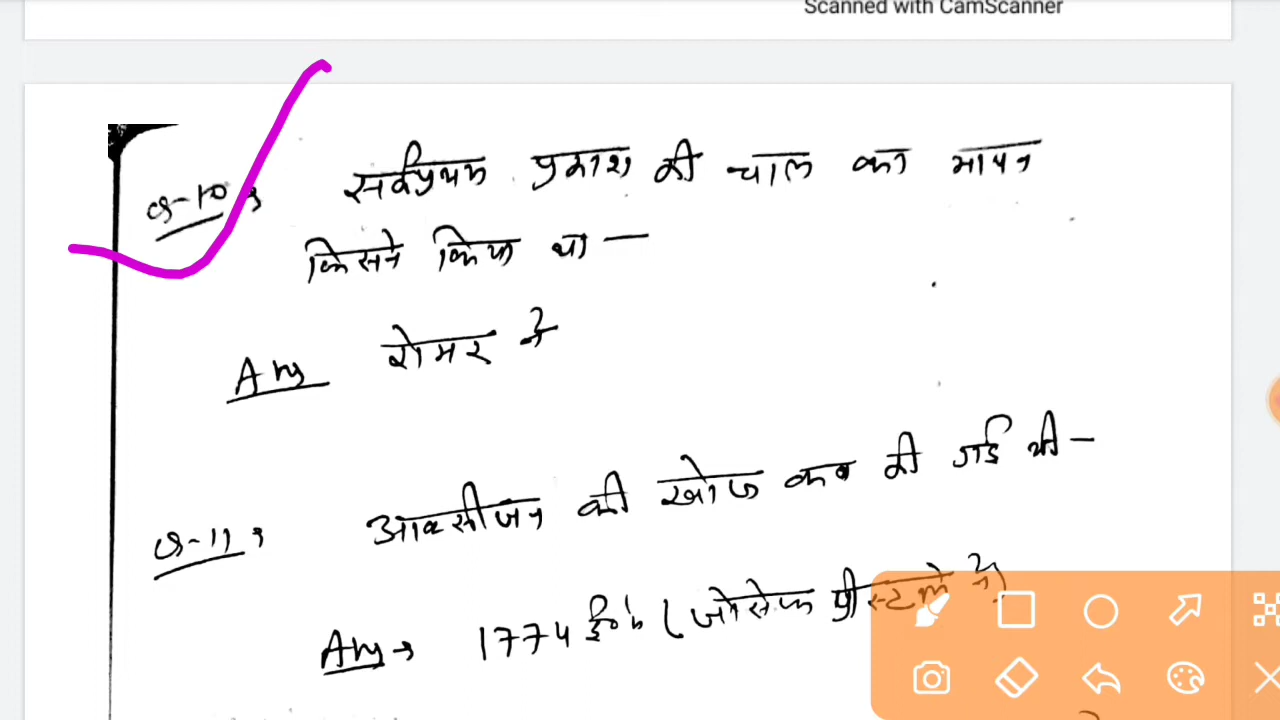 Scanned with CamScanner
Q-10 → सर्वप्रथम प्रकाश की चाल का मापन
किसने किया था —
Ans रोमर ने
Q-11 → आक्सीजन की खोज कब की गई थी —
Ans → 1774 ई० में (जोसेफ प्रीस्टले ने)